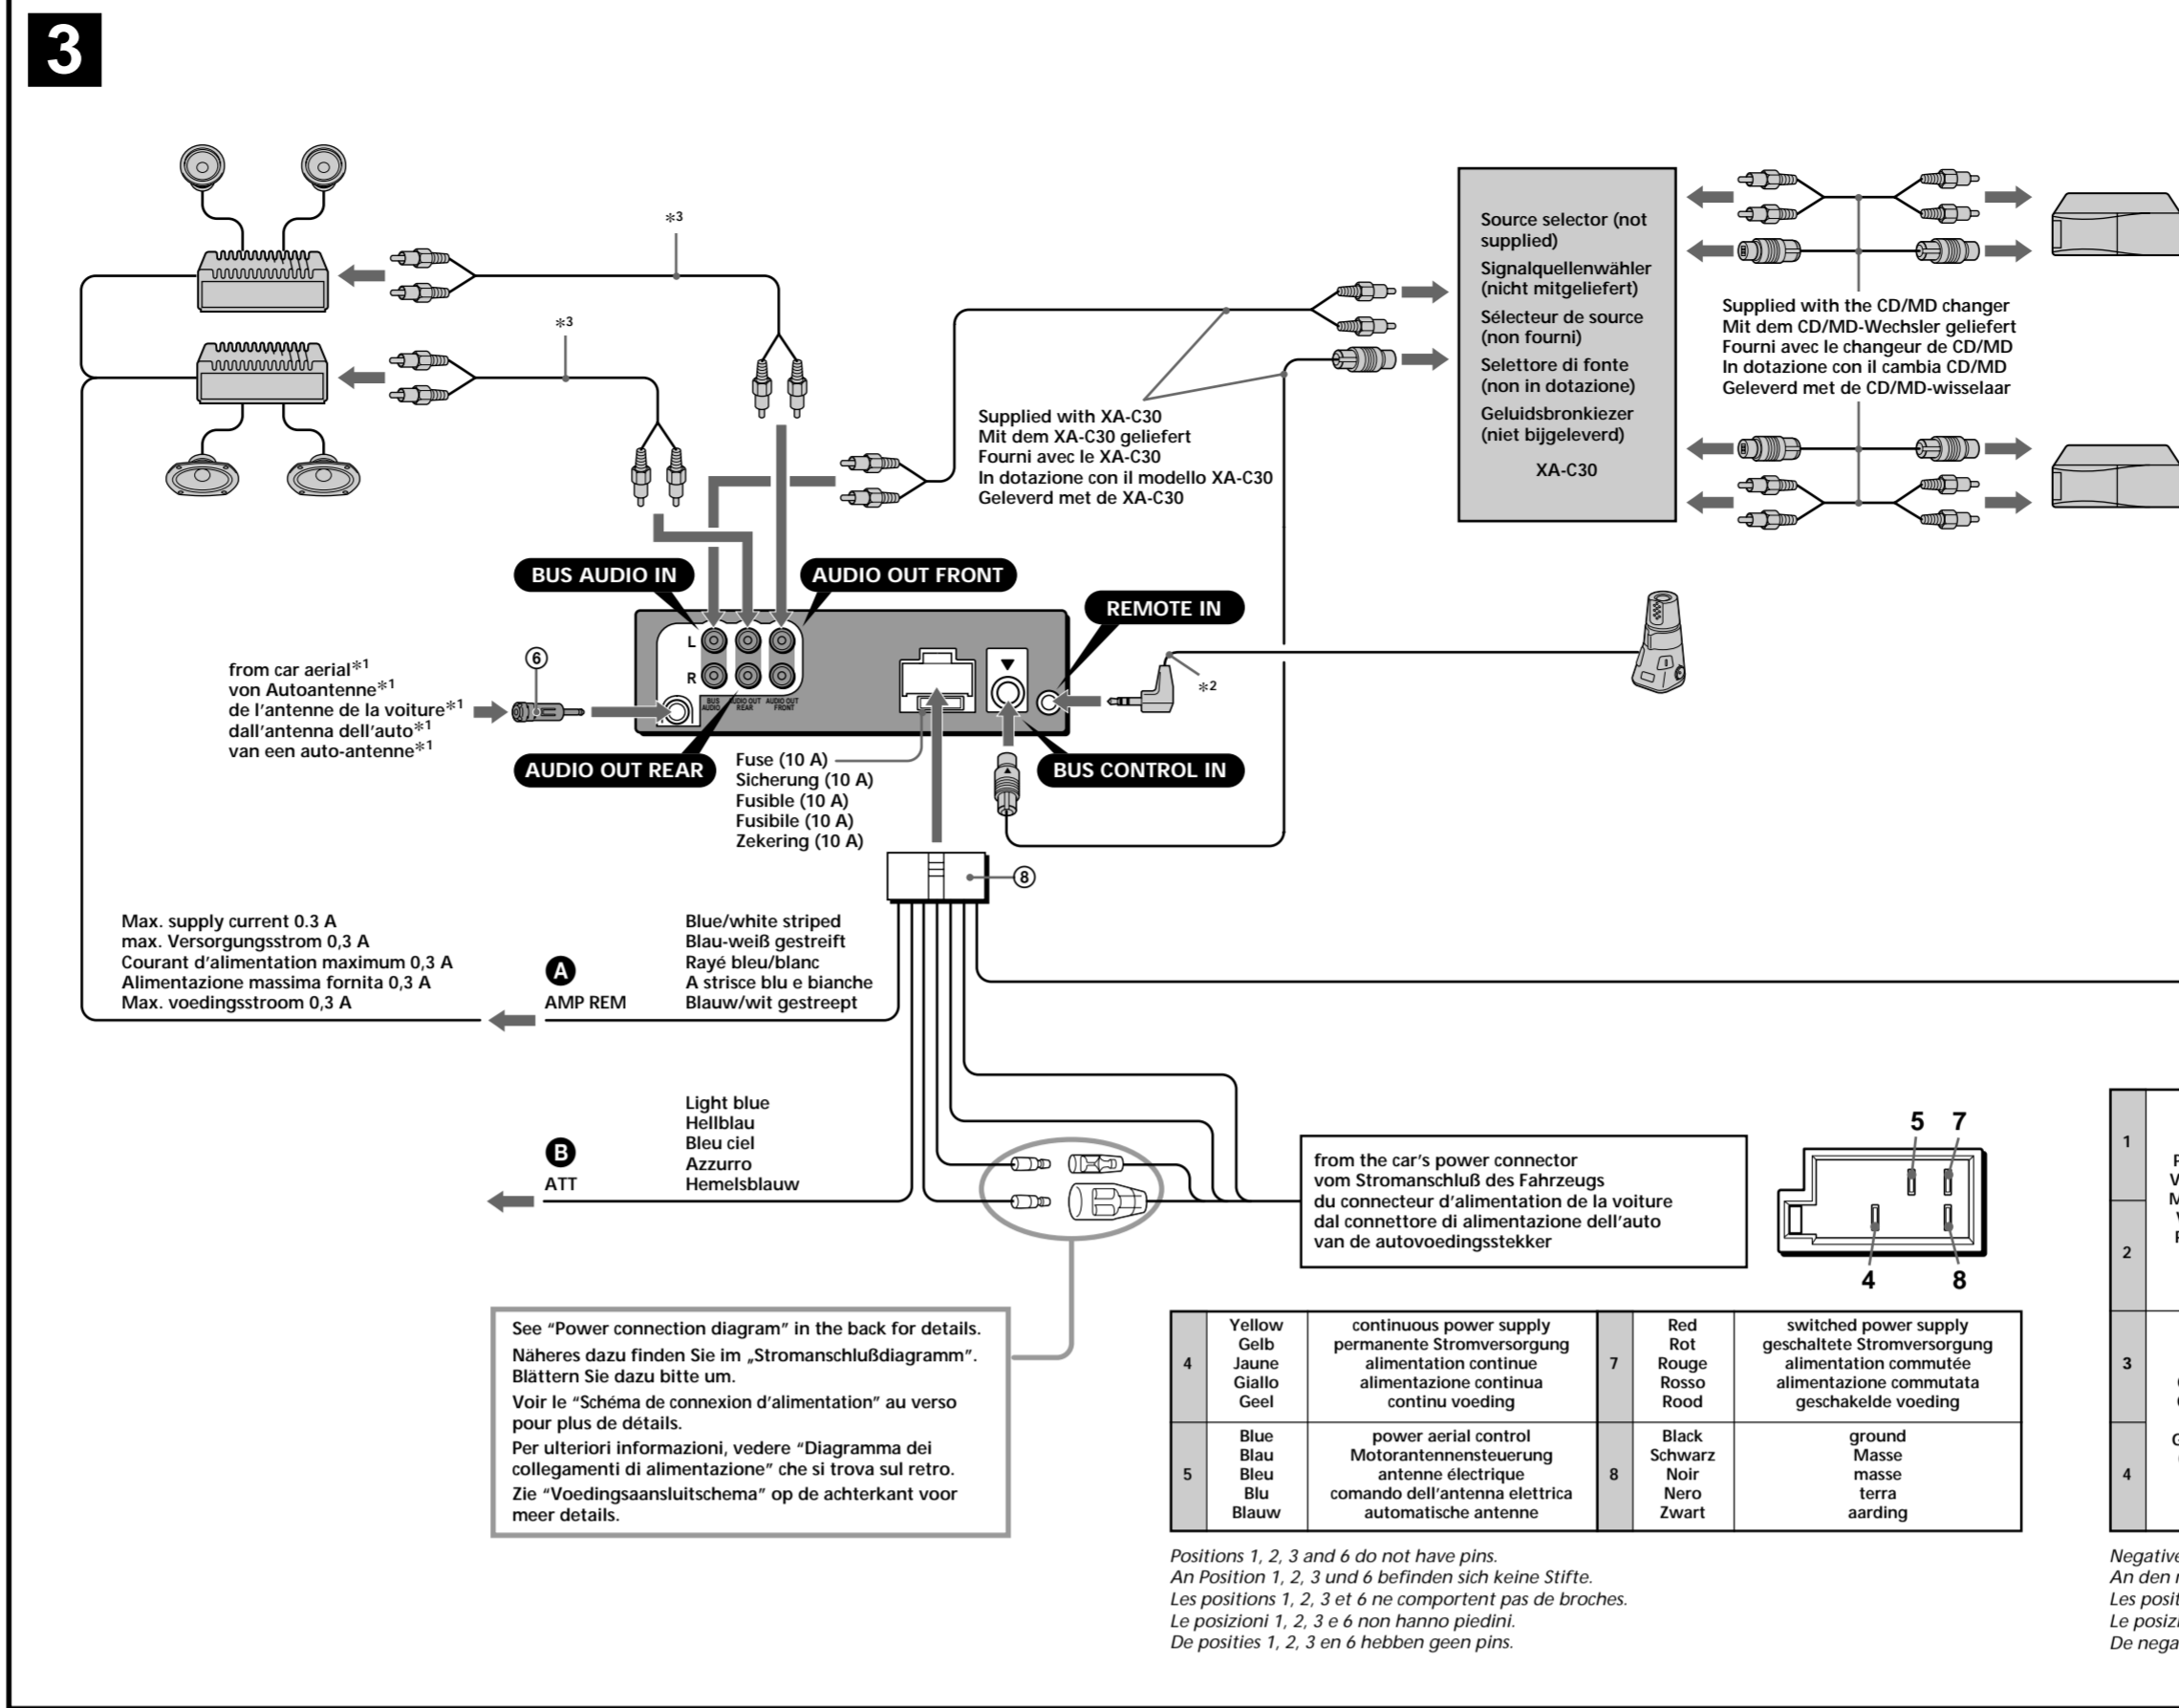 3
*3
*3
Source selector (not
supplied)
Signalquellenwähler
(nicht mitgeliefert)
Sélecteur de source
(non fourni)
Selettore di fonte
(non in dotazione)
Geluidsbronkiezer
(niet bijgeleverd)
XA-C30
Supplied with the CD/MD changer
Mit dem CD/MD-Wechsler geliefert
Fourni avec le changeur de CD/MD
In dotazione con il cambia CD/MD
Geleverd met de CD/MD-wisselaar
Supplied with XA-C30
Mit dem XA-C30 geliefert
Fourni avec le XA-C30
In dotazione con il modello XA-C30
Geleverd met de XA-C30
BUS AUDIO IN
AUDIO OUT FRONT
REMOTE IN
L
R
BUS
AUDIO
AUDIO OUT
REAR
AUDIO OUT
FRONT
from car aerial*1
von Autoantenne*1
de l'antenne de la voiture*1
dall'antenna dell'auto*1
van een auto-antenne*1
6
*2
AUDIO OUT REAR
BUS CONTROL IN
Fuse (10 A)
Sicherung (10 A)
Fusible (10 A)
Fusibile (10 A)
Zekering (10 A)
8
Max. supply current 0.3 A
max. Versorgungsstrom 0,3 A
Courant d'alimentation maximum 0,3 A
Alimentazione massima fornita 0,3 A
Max. voedingsstroom 0,3 A
A
AMP REM
Blue/white striped
Blau-weiß gestreift
Rayé bleu/blanc
A strisce blu e bianche
Blauw/wit gestreept
B
ATT
Light blue
Hellblau
Bleu ciel
Azzurro
Hemelsblauw
from the car's power connector
vom Stromanschluß des Fahrzeugs
du connecteur d'alimentation de la voiture
dal connettore di alimentazione dell'auto
van de autovoedingsstekker
5 7
4 8
See "Power connection diagram" in the back for details.
Näheres dazu finden Sie im „Stromanschlußdiagramm".
Blättern Sie dazu bitte um.
Voir le "Schéma de connexion d'alimentation" au verso
pour plus de détails.
Per ulteriori informazioni, vedere "Diagramma dei
collegamenti di alimentazione" che si trova sul retro.
Zie "Voedingsaansluitschema" op de achterkant voor
meer details.
4
Yellow
Gelb
Jaune
Giallo
Geel
continuous power supply
permanente Stromversorgung
alimentation continue
alimentazione continua
continu voeding
7
Red
Rot
Rouge
Rosso
Rood
switched power supply
geschaltete Stromversorgung
alimentation commutée
alimentazione commutata
geschakelde voeding
5
Blue
Blau
Bleu
Blu
Blauw
power aerial control
Motorantennensteuerung
antenne électrique
comando dell'antenna elettrica
automatische antenne
8
Black
Schwarz
Noir
Nero
Zwart
ground
Masse
masse
terra
aarding
Positions 1, 2, 3 and 6 do not have pins.
An Position 1, 2, 3 und 6 befinden sich keine Stifte.
Les positions 1, 2, 3 et 6 ne comportent pas de broches.
Le posizioni 1, 2, 3 e 6 non hanno piedini.
De posities 1, 2, 3 en 6 hebben geen pins.
1
2
3
4
Negative
An den
Les
Le
De